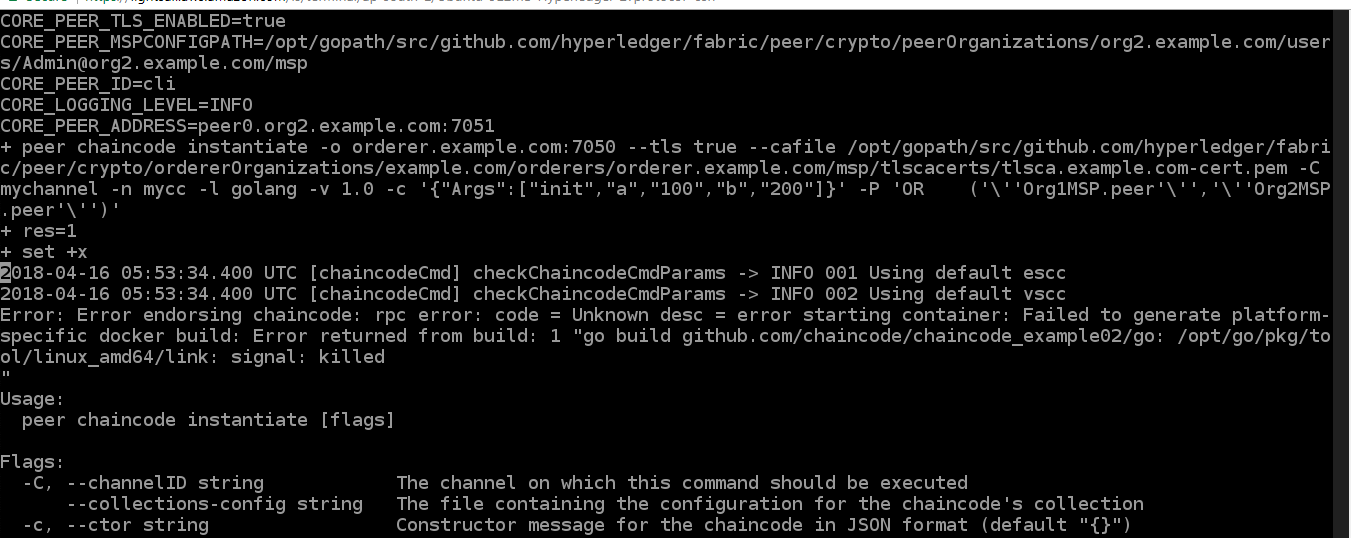 CORE_PEER_TLS_ENABLED=true
CORE_PEER_MSPCONFIGPATH=/opt/gopath/src/github.com/hyperledger/fabric/peer/crypto/peerOrganizations/org2.example.com/user
s/Admin@org2.example.com/msp
CORE_PEER_ID=cli
CORE_LOGGING_LEVEL=INFO
CORE_PEER_ADDRESS=peer0.org2.example.com:7051
+ peer chaincode instantiate -o orderer.example.com:7050 --tls true --cafile /opt/gopath/src/github.com/hyperledger/fabri
c/peer/crypto/ordererOrganizations/example.com/orderers/orderer.example.com/msp/tlscacerts/tlsca.example.com-cert.pem -C
mychannel -n mycc -l golang -v 1.0 -c '{"Args":["init","a","100","b","200"]}' -P 'OR    ('\''Org1MSP.peer'\'','\''Org2MSP
.peer'\'')'
+ res=1
+ set +x
2018-04-16 05:53:34.400 UTC [chaincodeCmd] checkChaincodeCmdParams -> INFO 001 Using default escc
2018-04-16 05:53:34.400 UTC [chaincodeCmd] checkChaincodeCmdParams -> INFO 002 Using default vscc
Error: Error endorsing chaincode: rpc error: code = Unknown desc = error starting container: Failed to generate platform-
specific docker build: Error returned from build: 1 "go build github.com/chaincode/chaincode_example02/go: /opt/go/pkg/to
ol/linux_amd64/link: signal: killed
"
Usage:
  peer chaincode instantiate [flags]

Flags:
  -C, --channelID string            The channel on which this command should be executed
      --collections-config string   The file containing the configuration for the chaincode's collection
  -c, --ctor string                 Constructor message for the chaincode in JSON format (default "{}")